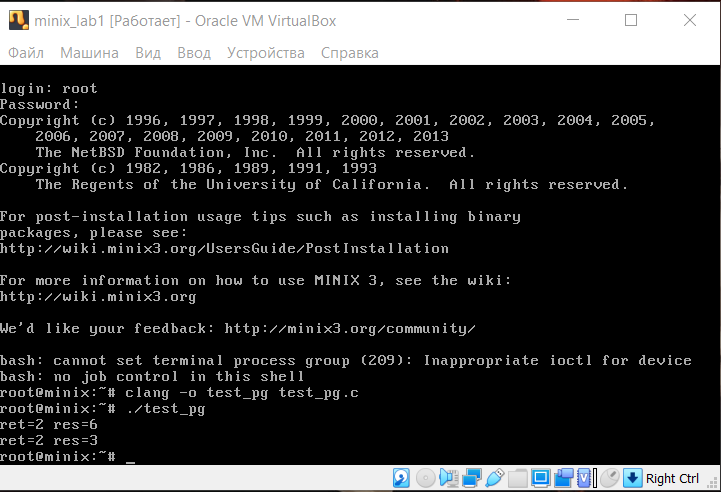 minix_lab1 [Работает] - Oracle VM VirtualBox
Файл Машина Вид Ввод Устройства Справка
login: root
Password:
Copyright (c) 1996, 1997, 1998, 1999, 2000, 2001, 2002, 2003, 2004, 2005,
2006, 2007, 2008, 2009, 2010, 2011, 2012, 2013
The NetBSD Foundation, Inc.  All rights reserved.
Copyright (c) 1982, 1986, 1989, 1991, 1993
The Regents of the University of California.  All rights reserved.
For post-installation usage tips such as installing binary
packages, please see:
http://wiki.minix3.org/UsersGuide/PostInstallation
For more information on how to use MINIX 3, see the wiki:
http://wiki.minix3.org
We'd like your feedback: http://minix3.org/community/
bash: cannot set terminal process group (209): Inappropriate ioctl for device
bash: no job control in this shell
root@minix:~# clang -o test_pg test_pg.c
root@minix:~# ./test_pg
ret=2 res=6
ret=2 res=3
root@minix:~# _
Right Ctrl